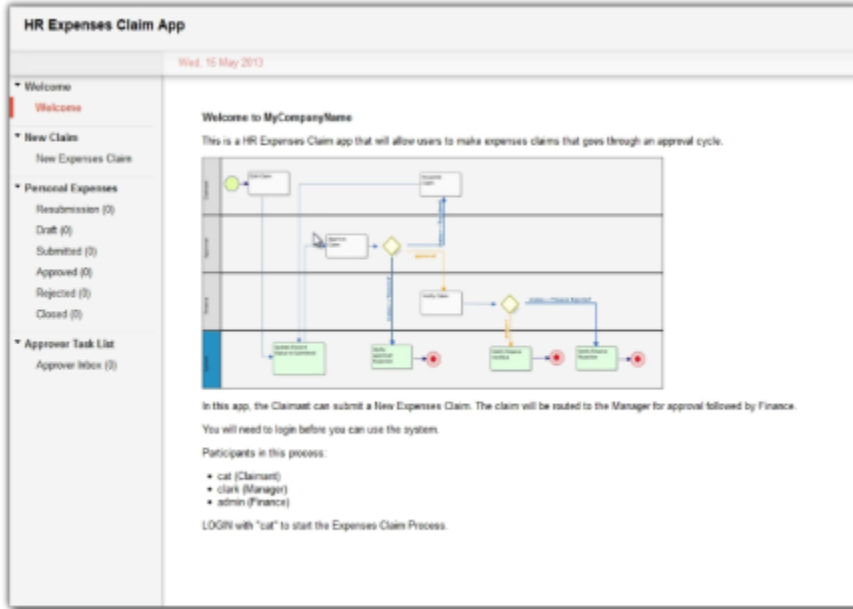 HR Expenses Claim App
Wed, 15 May 2013
Welcome
Welcome
New Claim
New Expenses Claim
Personal Expenses
Resubmission (0)
Draft (0)
Submitted (0)
Approved (0)
Rejected (0)
Closed (0)
Approver Task List
Approver Inbox (0)
Welcome to MyCompanyName
This is a HR Expenses Claim app that will allow users to make expenses claims that goes through an approval cycle.
In this app, the Claimant can submit a New Expenses Claim. The claim will be routed to the Manager for approval followed by Finance.
You will need to login before you can use the system.
Participants in this process:
cat (Claimant)
clark (Manager)
admin (Finance)
LOGIN with "cat" to start the Expenses Claim Process.